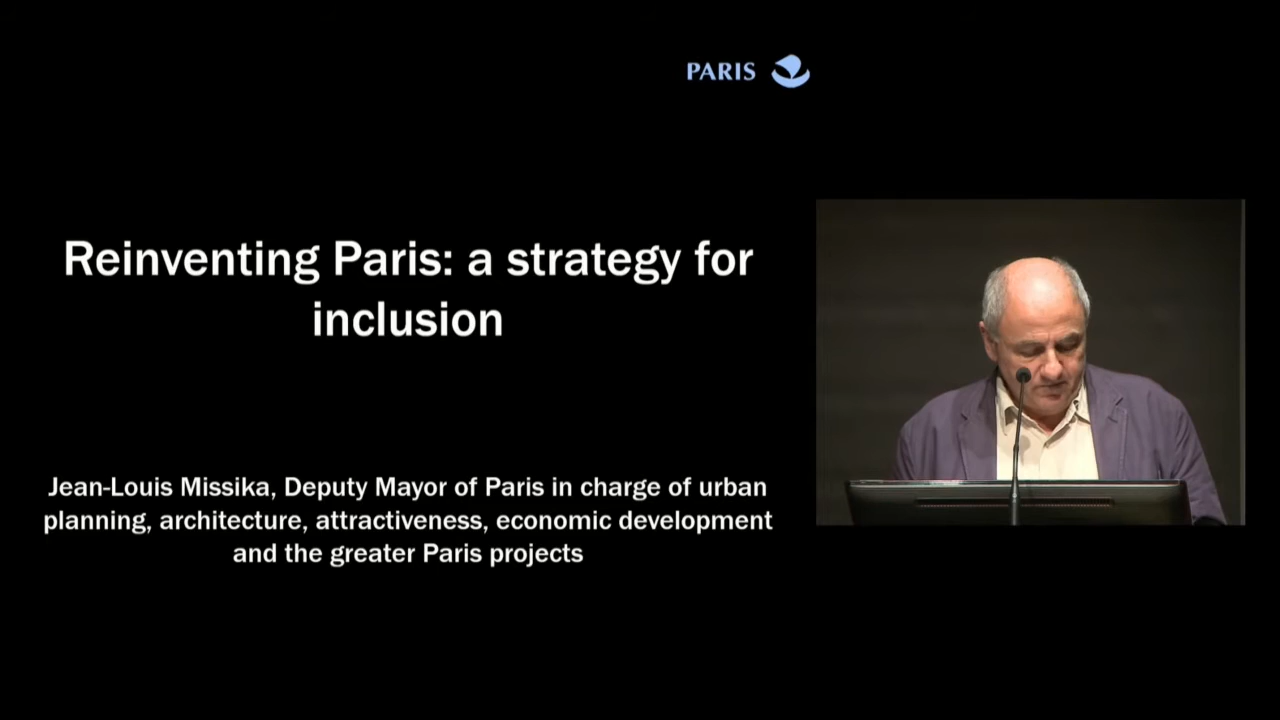 PARIS
Reinventing Paris: a strategy for
inclusion
Jean-Louis Missika, Deputy Mayor of Paris in charge of urban
planning, architecture, attractiveness, economic development
and the greater Paris projects